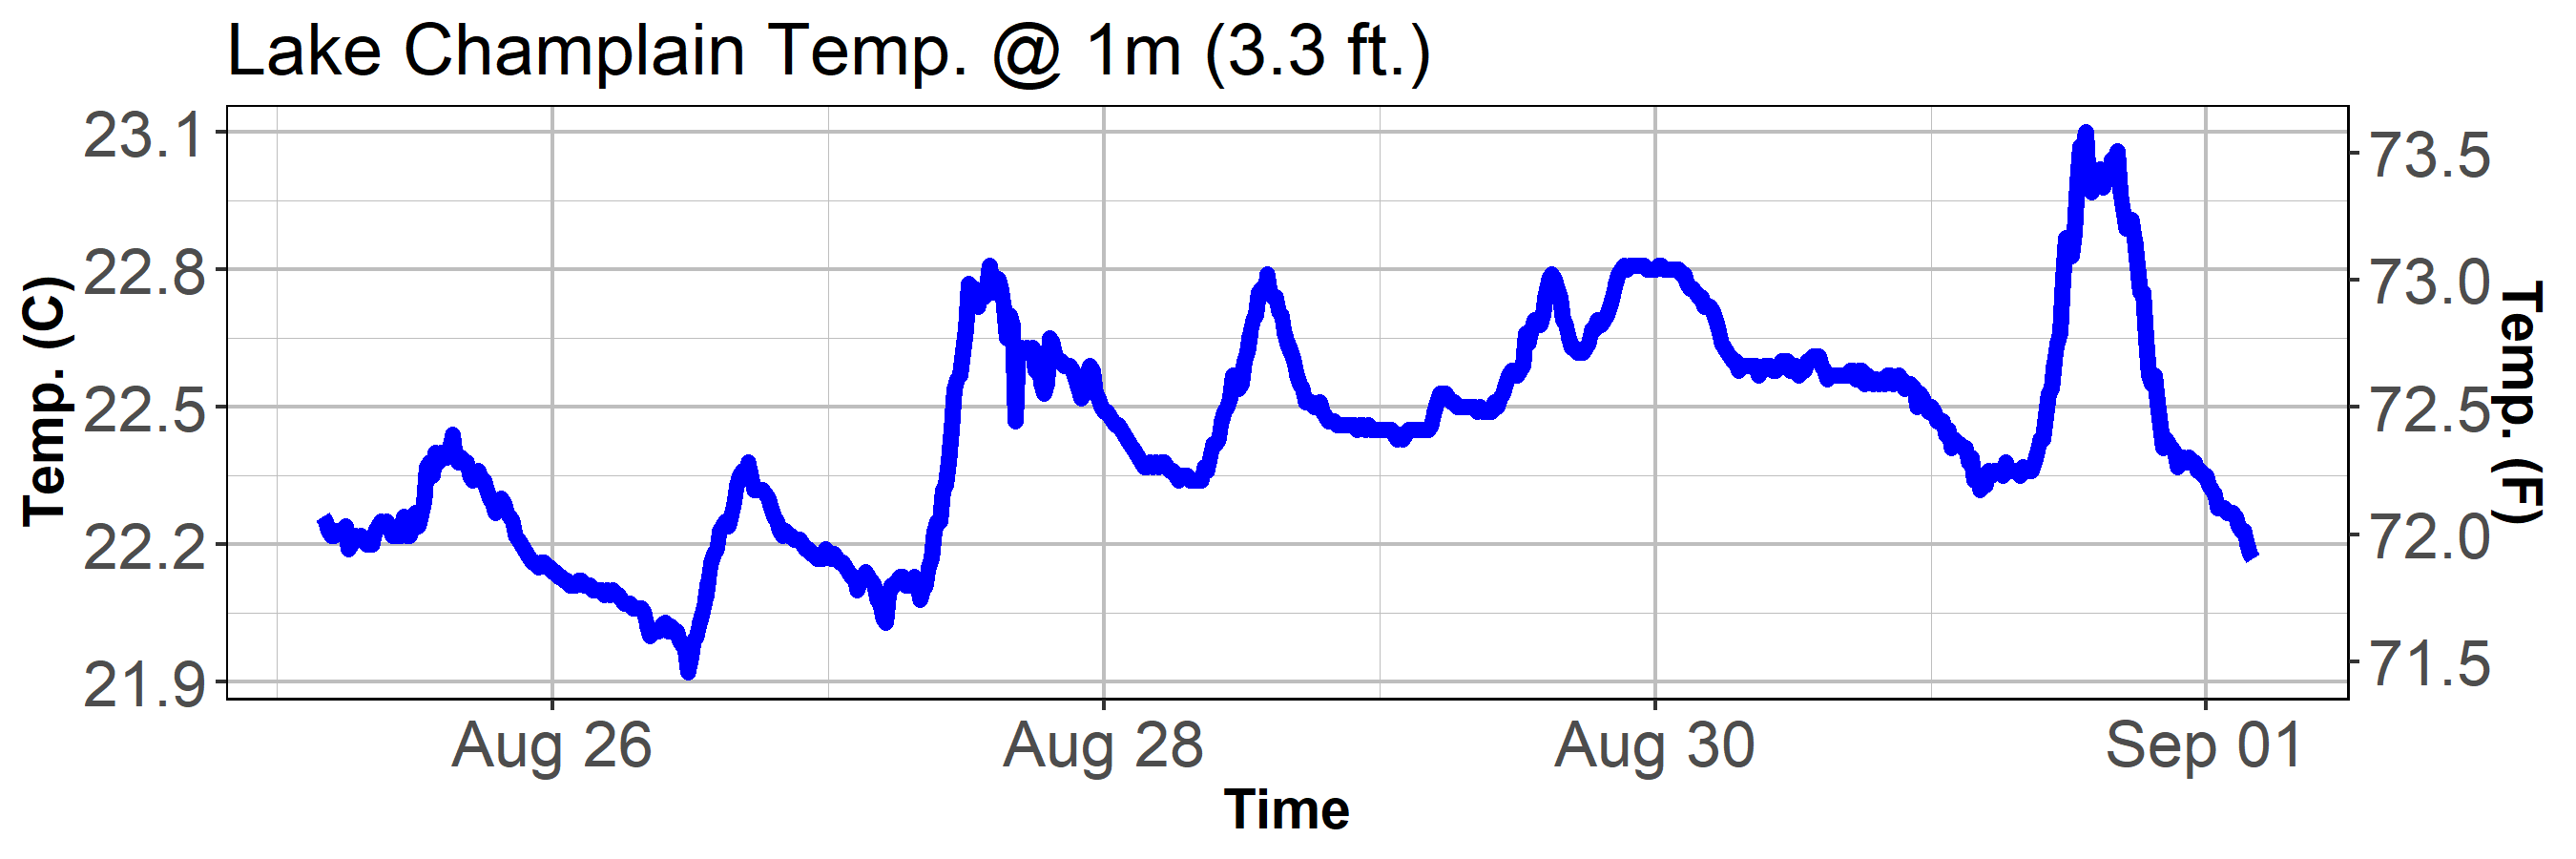 Lake Champlain Temp. @ 1m (3.3 ft.)
Temp. (C)
23.1
22.8
22.5
22.2
21.9
73.5
73.0
72.5
72.0
71.5
Temp. (F)
Aug 26
Aug 28
Aug 30
Sep 01
Time